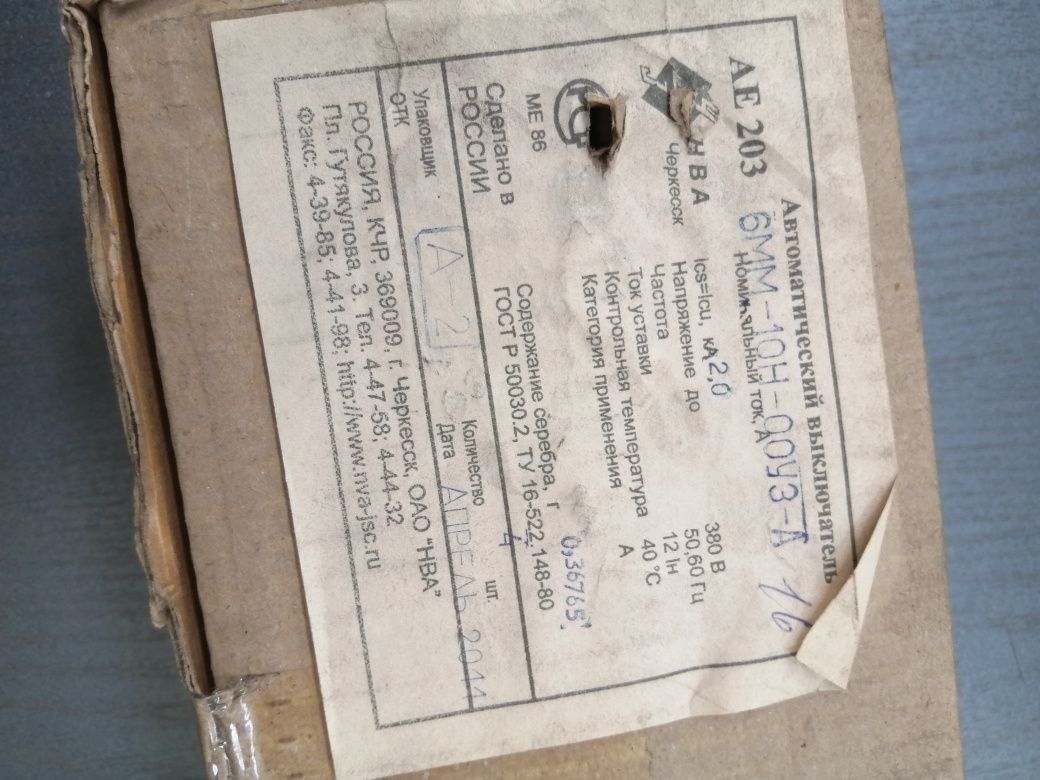 Автоматический выключатель
АЕ 203 6ММ-10Н-00У3-А
Номинальный ток, А 16
НВА
Черкесск
Ics=Icu, кА 2,0
Напряжение до 380 В
Частота 50,60 Гц
Ток уставки 12 Iн
Контрольная температура 40 °С
Категория применения А
РСТ
МЕ 86
Сделано в
РОССИИ
Содержание серебра, г 0,36765
ГОСТ Р 50030.2, ТУ 16-522.148-80
Упаковщик А-2
ОТК
Количество 4 шт.
Дата АПРЕЛЬ 2011
РОССИЯ, КЧР, 369009, г. Черкесск, ОАО "НВА"
Пл. Гутякулова, 3. Тел. 4-47-58; 4-44-32
Факс: 4-39-85; 4-41-98; http://www.nva-jsc.ru